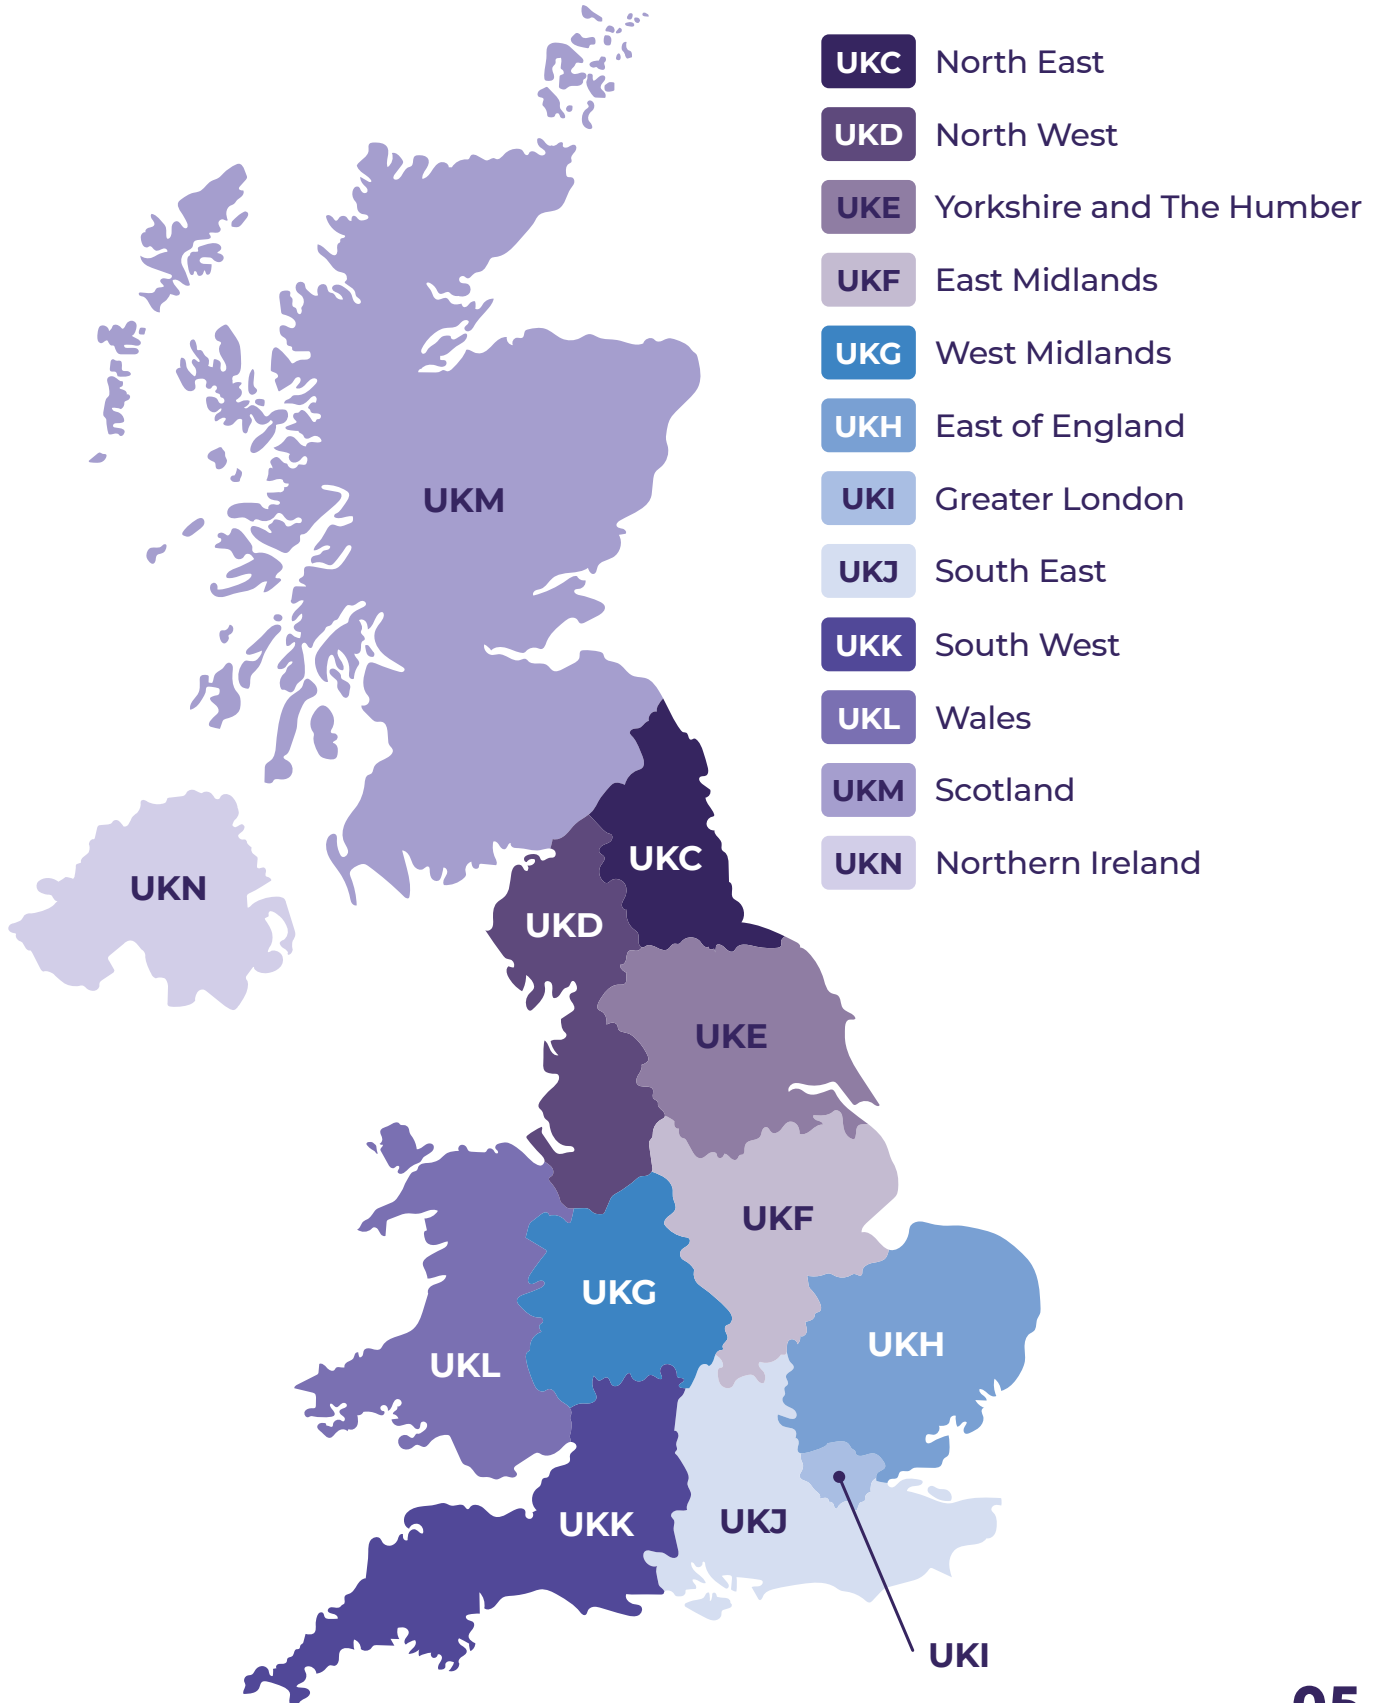 UKC North East
UKD North West
UKE Yorkshire and The Humber
UKF East Midlands
UKG West Midlands
UKH East of England
UKI Greater London
UKJ South East
UKK South West
UKL Wales
UKM Scotland
UKN Northern Ireland
UKM
UKC
UKN
UKD
UKE
UKF
UKG
UKH
UKL
UKK
UKJ
UKI
05